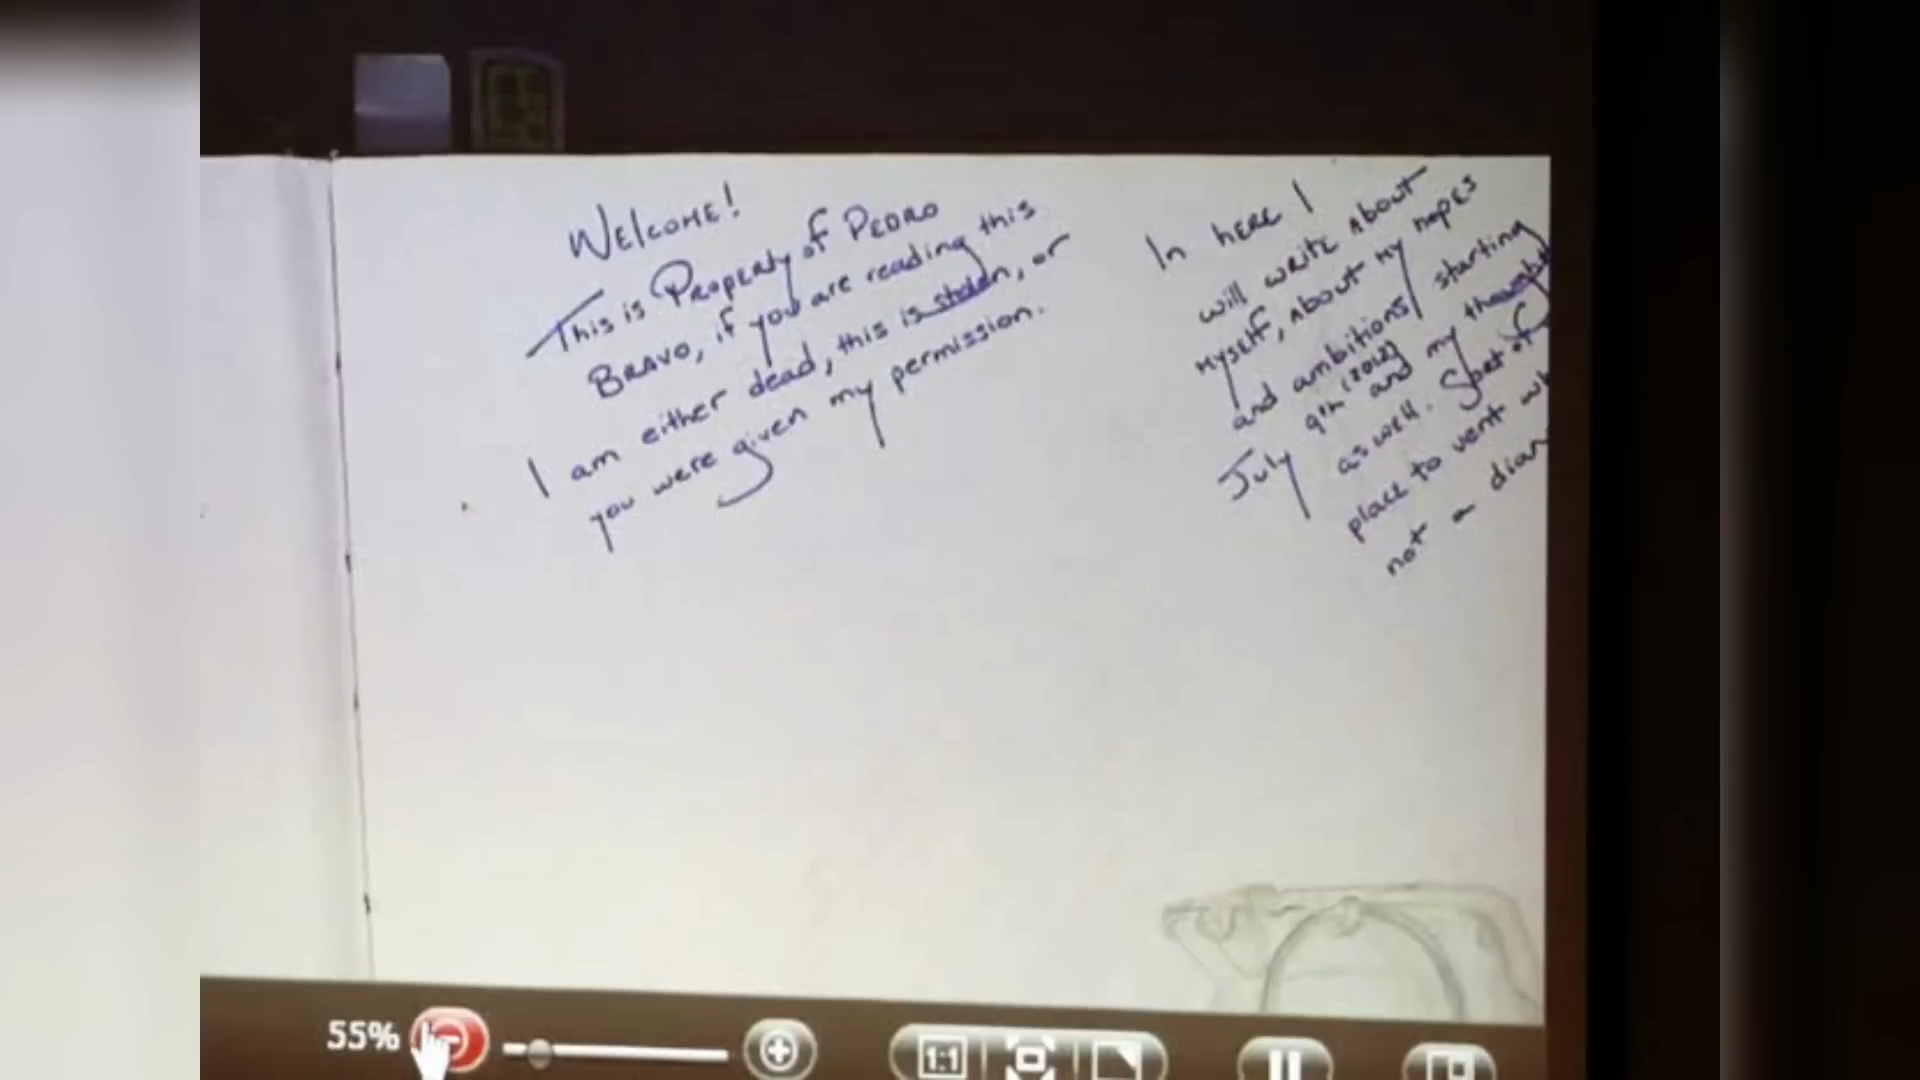 Welcome!
This is Property of Pedro
Bravo, if you are reading this
I am either dead, this is stolen, or
you were given my permission.
In here I
will write about
myself, about my hopes
and ambitions, starting
July 9th (2012) and my
as well. Sort of
place to vent
not a
55%
1:1